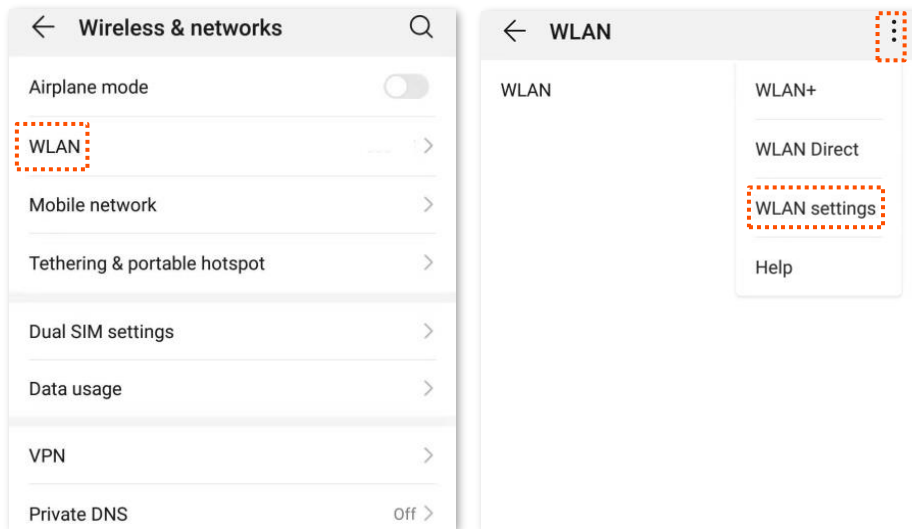 Wireless & networks
Airplane mode
WLAN
Mobile network
Tethering & portable hotspot
Dual SIM settings
Data usage
VPN
Private DNS Off
WLAN
WLAN
WLAN+
WLAN Direct
WLAN settings
Help